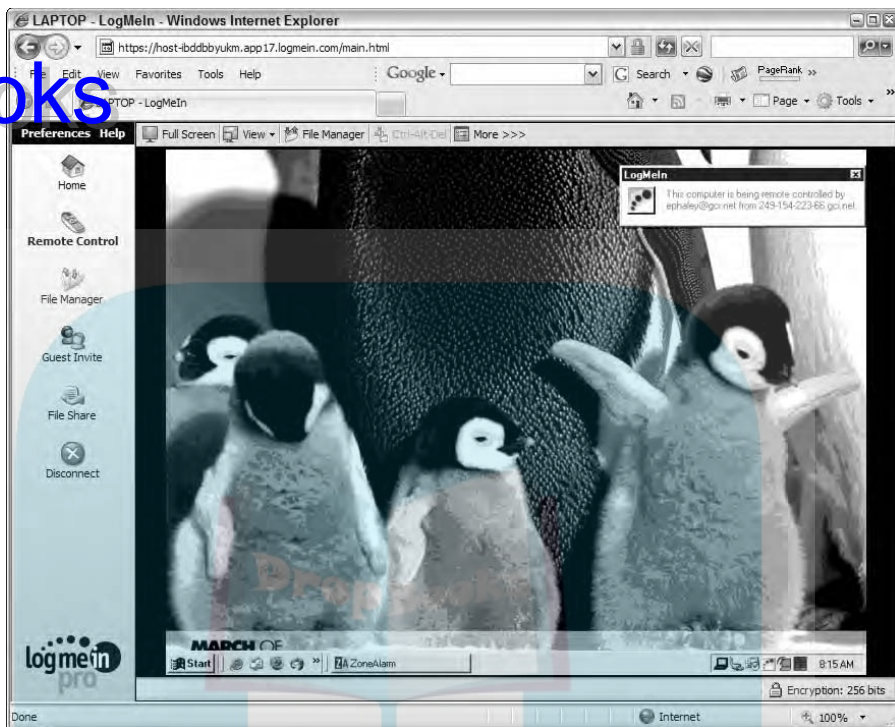 LAPTOP - LogMeIn - Windows Internet Explorer
https://host-ibddbbyukm.app17.logmein.com/main.html
File Edit View Favorites Tools Help
Google
G Search PageRank »
oks
LAPTOP - LogMeIn
Page Tools »
Preferences Help
Full Screen View File Manager Ctrl-Alt-Del More >>>
Home
Remote Control
File Manager
Guest Invite
File Share
Disconnect
LogMeIn
This computer is being remote controlled by
ephaley@gci.net from 249-154-223-66.gci.net
Drop Books
MARCH OF
logmein
pro
Start » ZA ZoneAlarm 8:15 AM
Encryption: 256 bits
Done Internet 100%